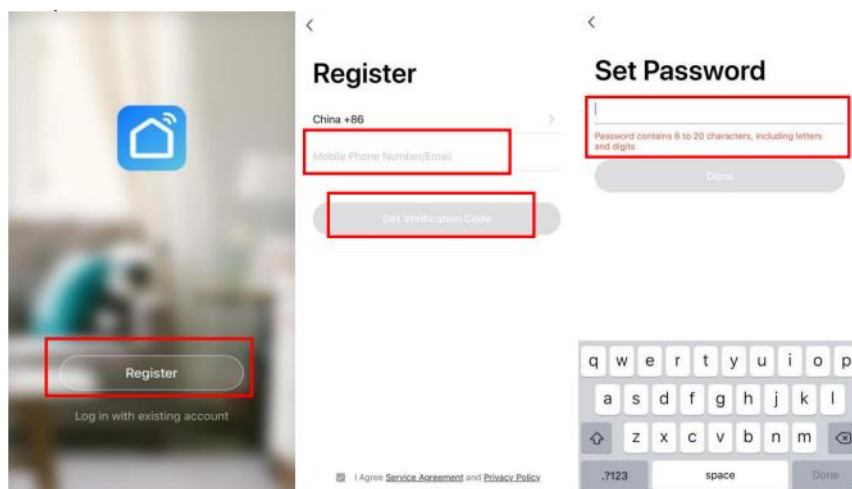 Register
Log in with existing account
Register
China +86
Mobile Phone Number/Email
Get Verification Code
I Agree Service Agreement and Privacy Policy
Set Password
Password contains 6 to 20 characters, including letters
and digits
Done
q w e r t y u i o p
a s d f g h j k l
z x c v b n m
.?123 space Done